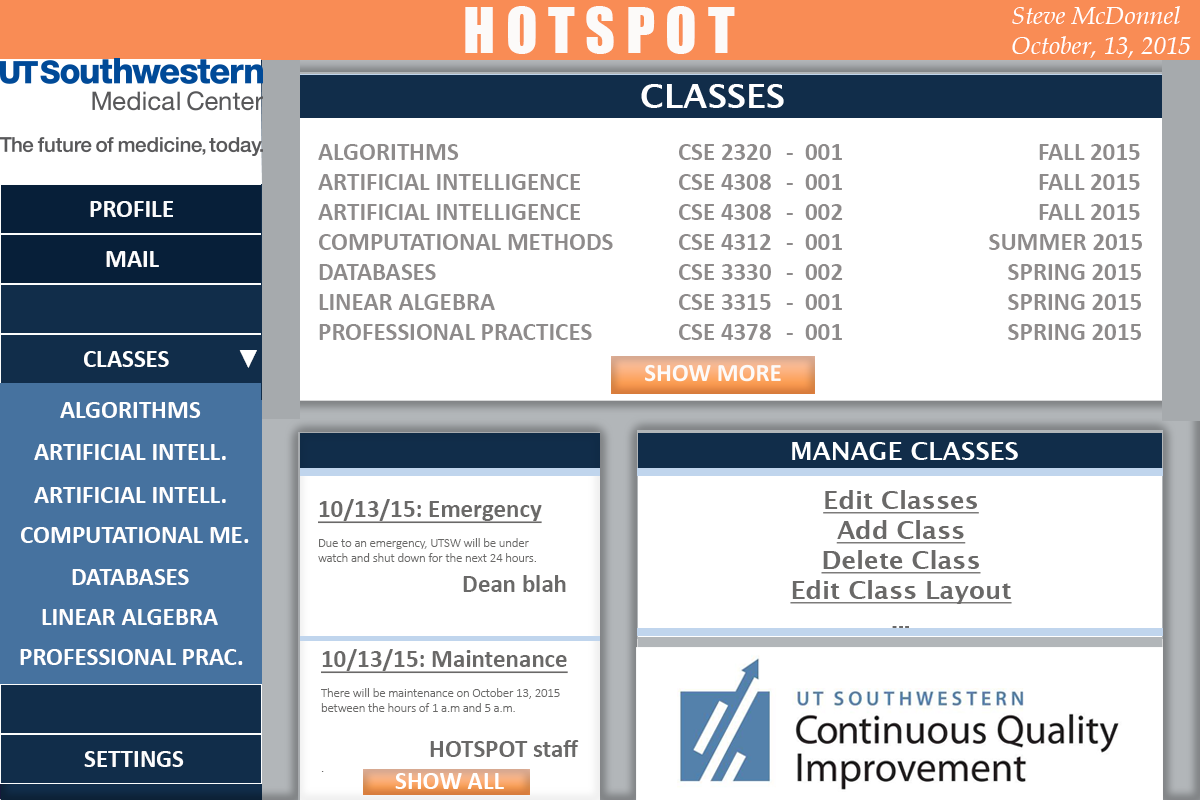 HOTSPOT
Steve McDonnel
October, 13, 2015
UT Southwestern
Medical Center
The future of medicine, today.
PROFILE
MAIL
CLASSES ▼
ALGORITHMS
ARTIFICIAL INTELL.
ARTIFICIAL INTELL.
COMPUTATIONAL ME.
DATABASES
LINEAR ALGEBRA
PROFESSIONAL PRAC.
SETTINGS
CLASSES
ALGORITHMS CSE 2320 - 001 FALL 2015
ARTIFICIAL INTELLIGENCE CSE 4308 - 001 FALL 2015
ARTIFICIAL INTELLIGENCE CSE 4308 - 002 FALL 2015
COMPUTATIONAL METHODS CSE 4312 - 001 SUMMER 2015
DATABASES CSE 3330 - 002 SPRING 2015
LINEAR ALGEBRA CSE 3315 - 001 SPRING 2015
PROFESSIONAL PRACTICES CSE 4378 - 001 SPRING 2015
SHOW MORE
10/13/15: Emergency
Due to an emergency, UTSW will be under
watch and shut down for the next 24 hours.
Dean blah
10/13/15: Maintenance
There will be maintenance on October 13, 2015
between the hours of 1 a.m and 5 a.m.
HOTSPOT staff
.
SHOW ALL
MANAGE CLASSES
Edit Classes
Add Class
Delete Class
Edit Class Layout
...
UT SOUTHWESTERN
Continuous Quality
Improvement